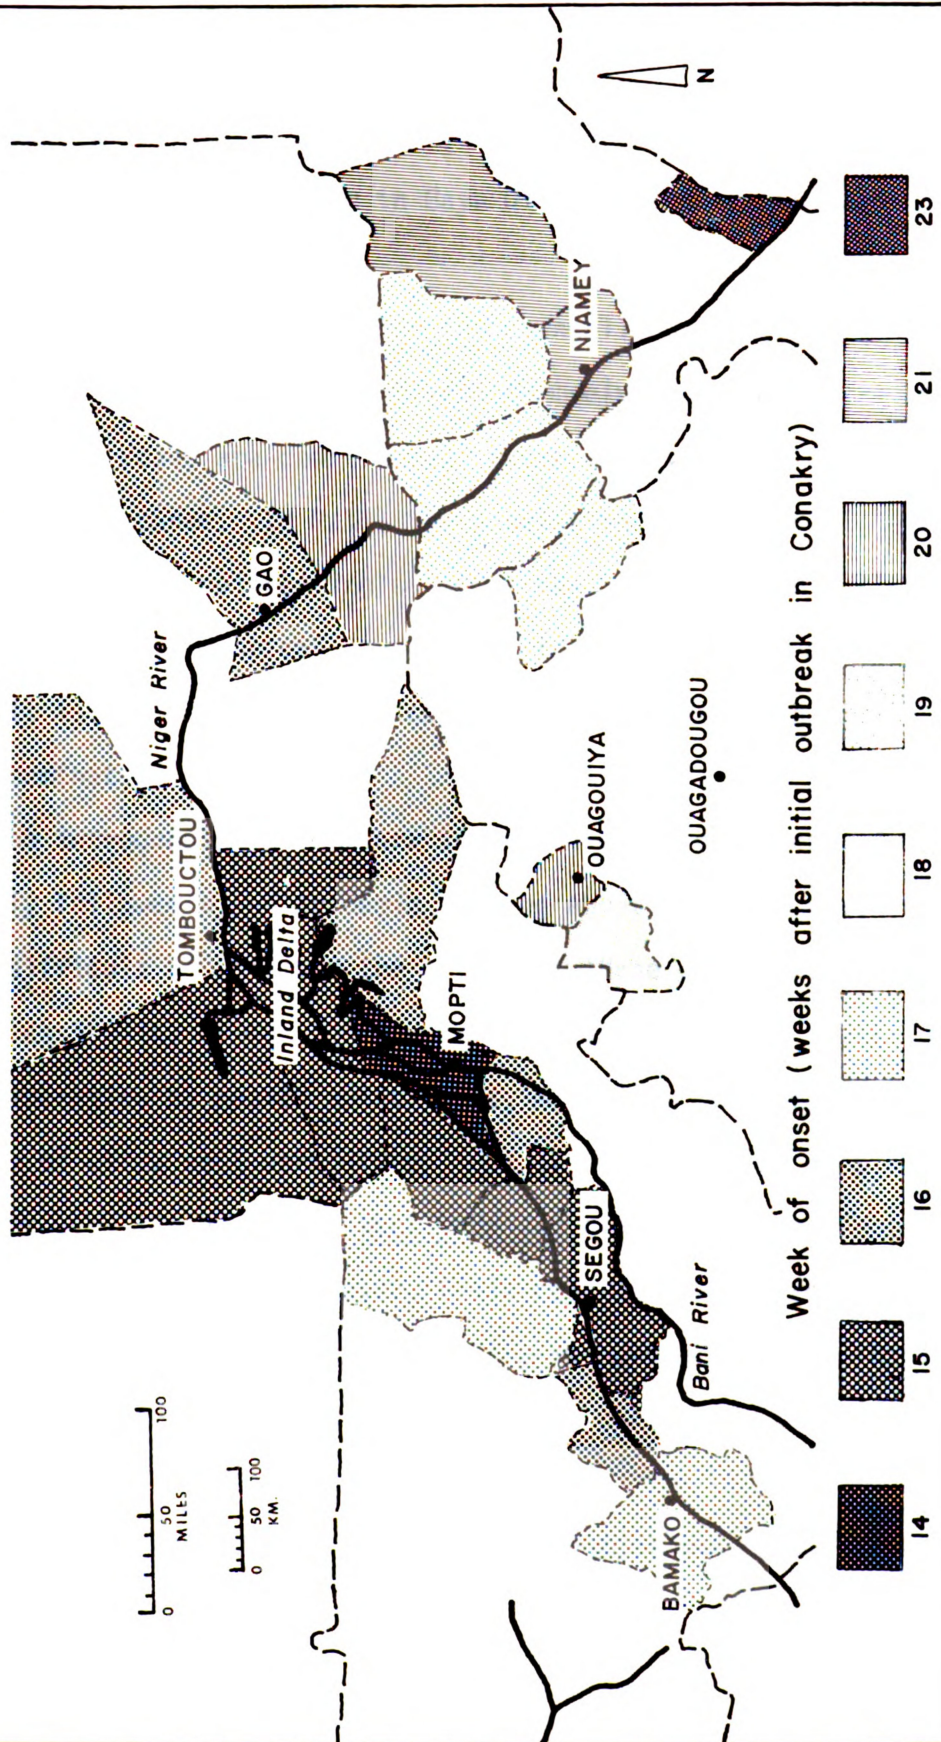 N
TOMBOUCTOU
Niger River
GAO
Inland Delta
MOPTI
NIAMEY
SEGOU
OUAGOUIYA
BAMAKO
Bani River
OUAGADOUGOU
0 50 100
MILES
0 50 100
KM.
Week of onset (weeks after initial outbreak in Conakry)
14 15 16 17 18 19 20 21 23